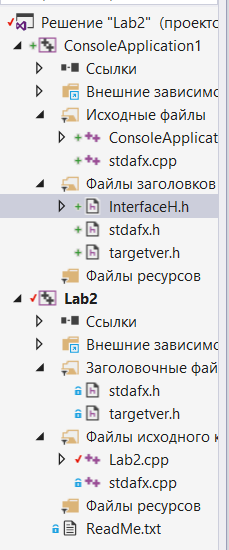 Решение "Lab2" (проекто
ConsoleApplication1
Ссылки
Внешние зависимо
Исходные файлы
ConsoleApplicat
stdafx.cpp
Файлы заголовков
InterfaceH.h
stdafx.h
targetver.h
Файлы ресурсов
Lab2
Ссылки
Внешние зависимо
Заголовочные фай
stdafx.h
targetver.h
Файлы исходного к
Lab2.cpp
stdafx.cpp
Файлы ресурсов
ReadMe.txt